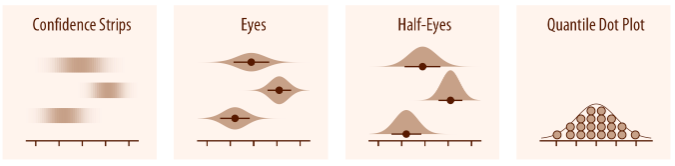 Confidence Strips
Eyes
Half-Eyes
Quantile Dot Plot